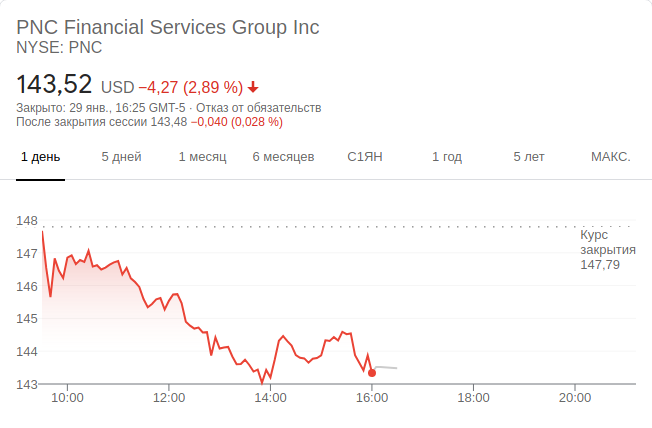 PNC Financial Services Group Inc
NYSE: PNC
143,52 USD −4,27 (2,89 %)
Закрыто: 29 янв., 16:25 GMT-5 · Отказ от обязательств
После закрытия сессии 143,48 −0,040 (0,028 %)
1 день 5 дней 1 месяц 6 месяцев С1ЯН 1 год 5 лет МАКС.
148
Курс
закрытия
147,79
147
146
145
144
143
10:00 12:00 14:00 16:00 18:00 20:00